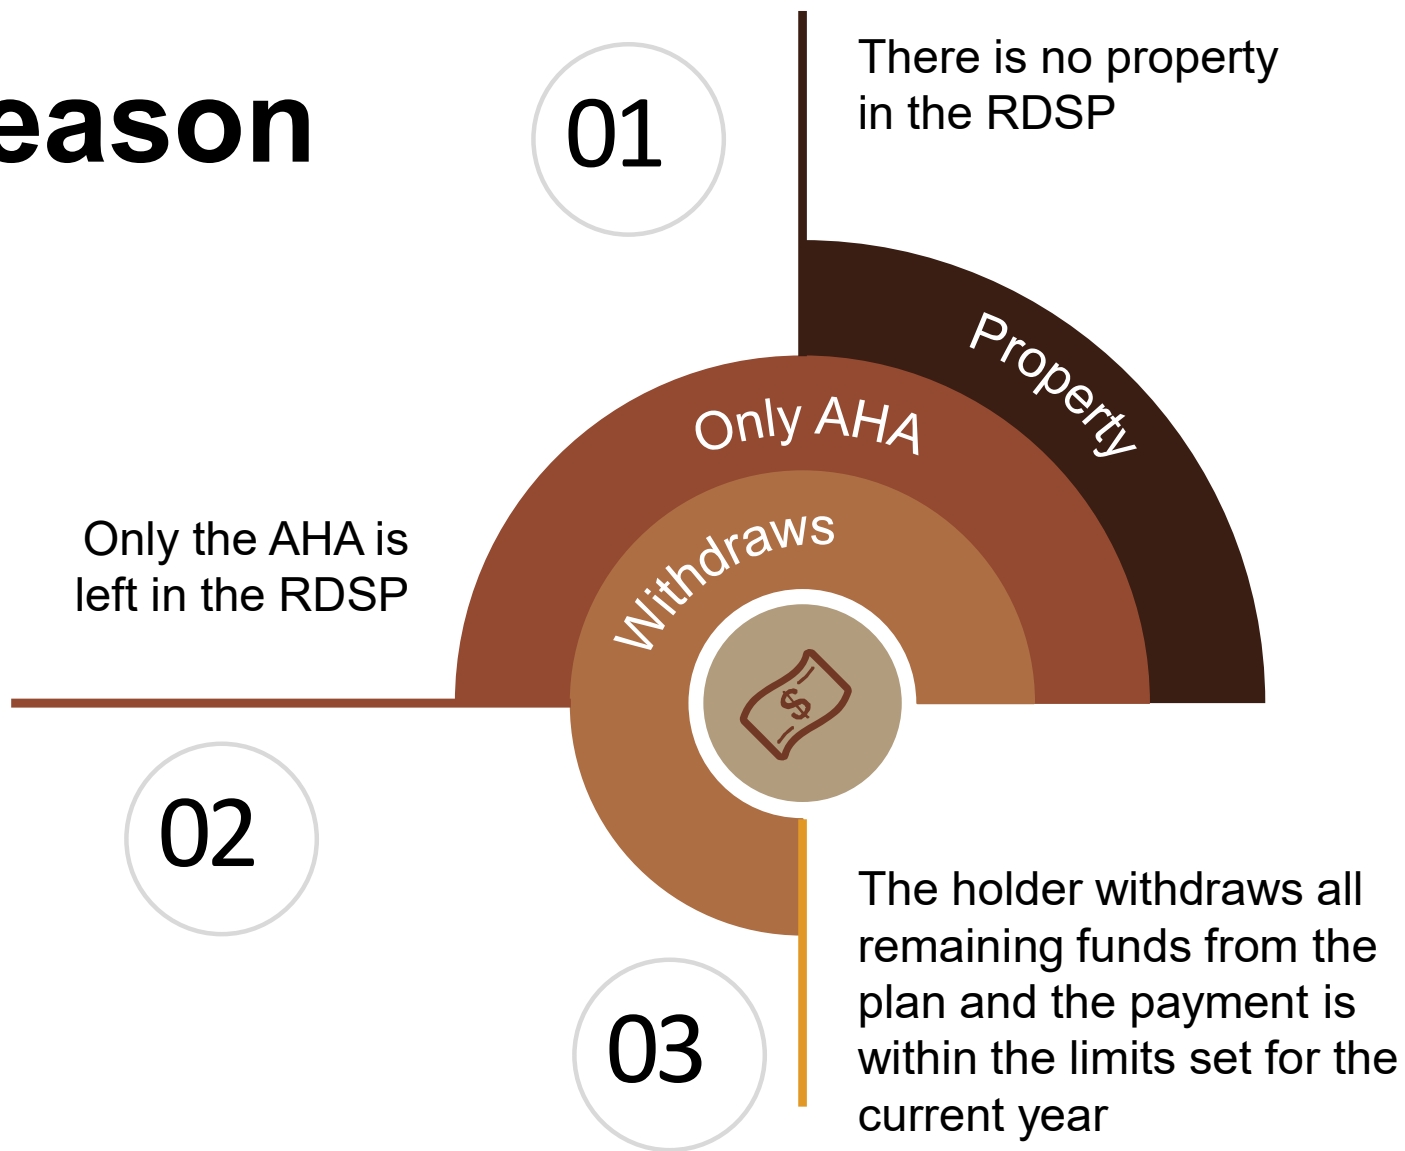 eason
01
There is no property
in the RDSP
Property
Only AHA
Withdraws
$
Only the AHA is
left in the RDSP
02
03
The holder withdraws all
remaining funds from the
plan and the payment is
within the limits set for the
current year